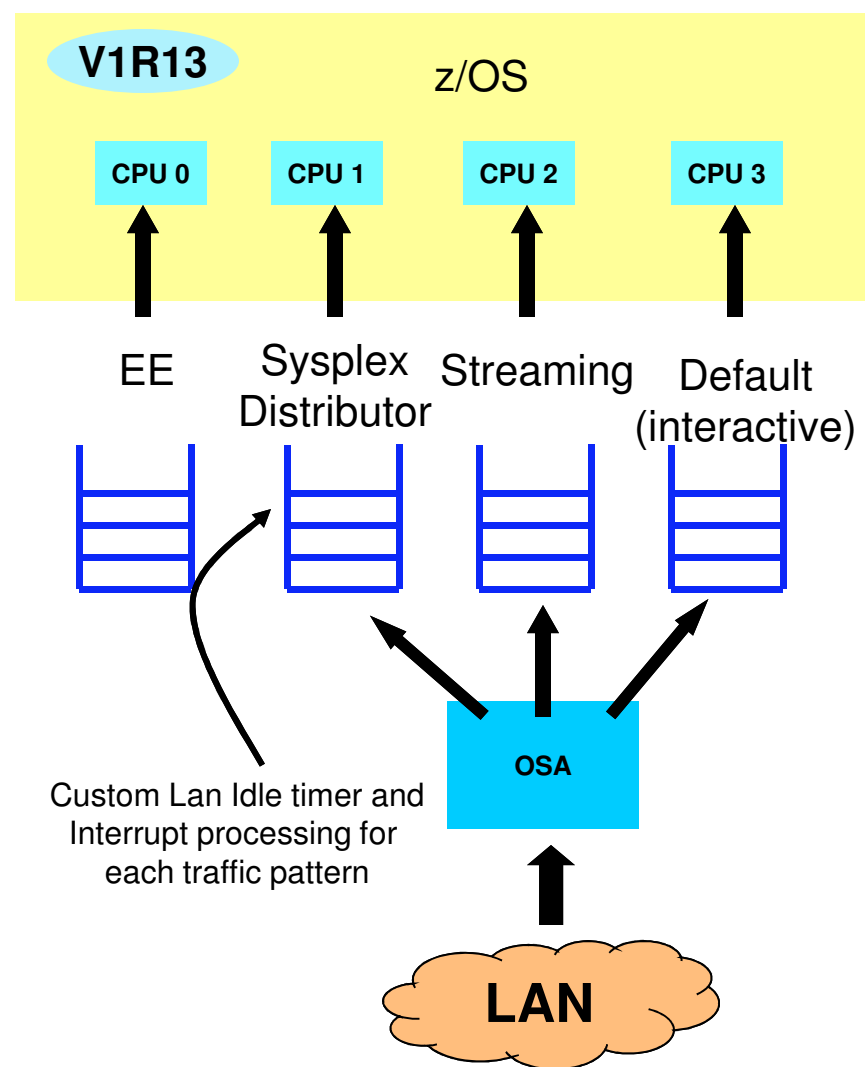 V1R13
z/OS
CPU 0
CPU 1
CPU 2
CPU 3
EE
Sysplex
Distributor
Streaming
Default
(interactive)
OSA
Custom Lan Idle timer and
Interrupt processing for
each traffic pattern
LAN